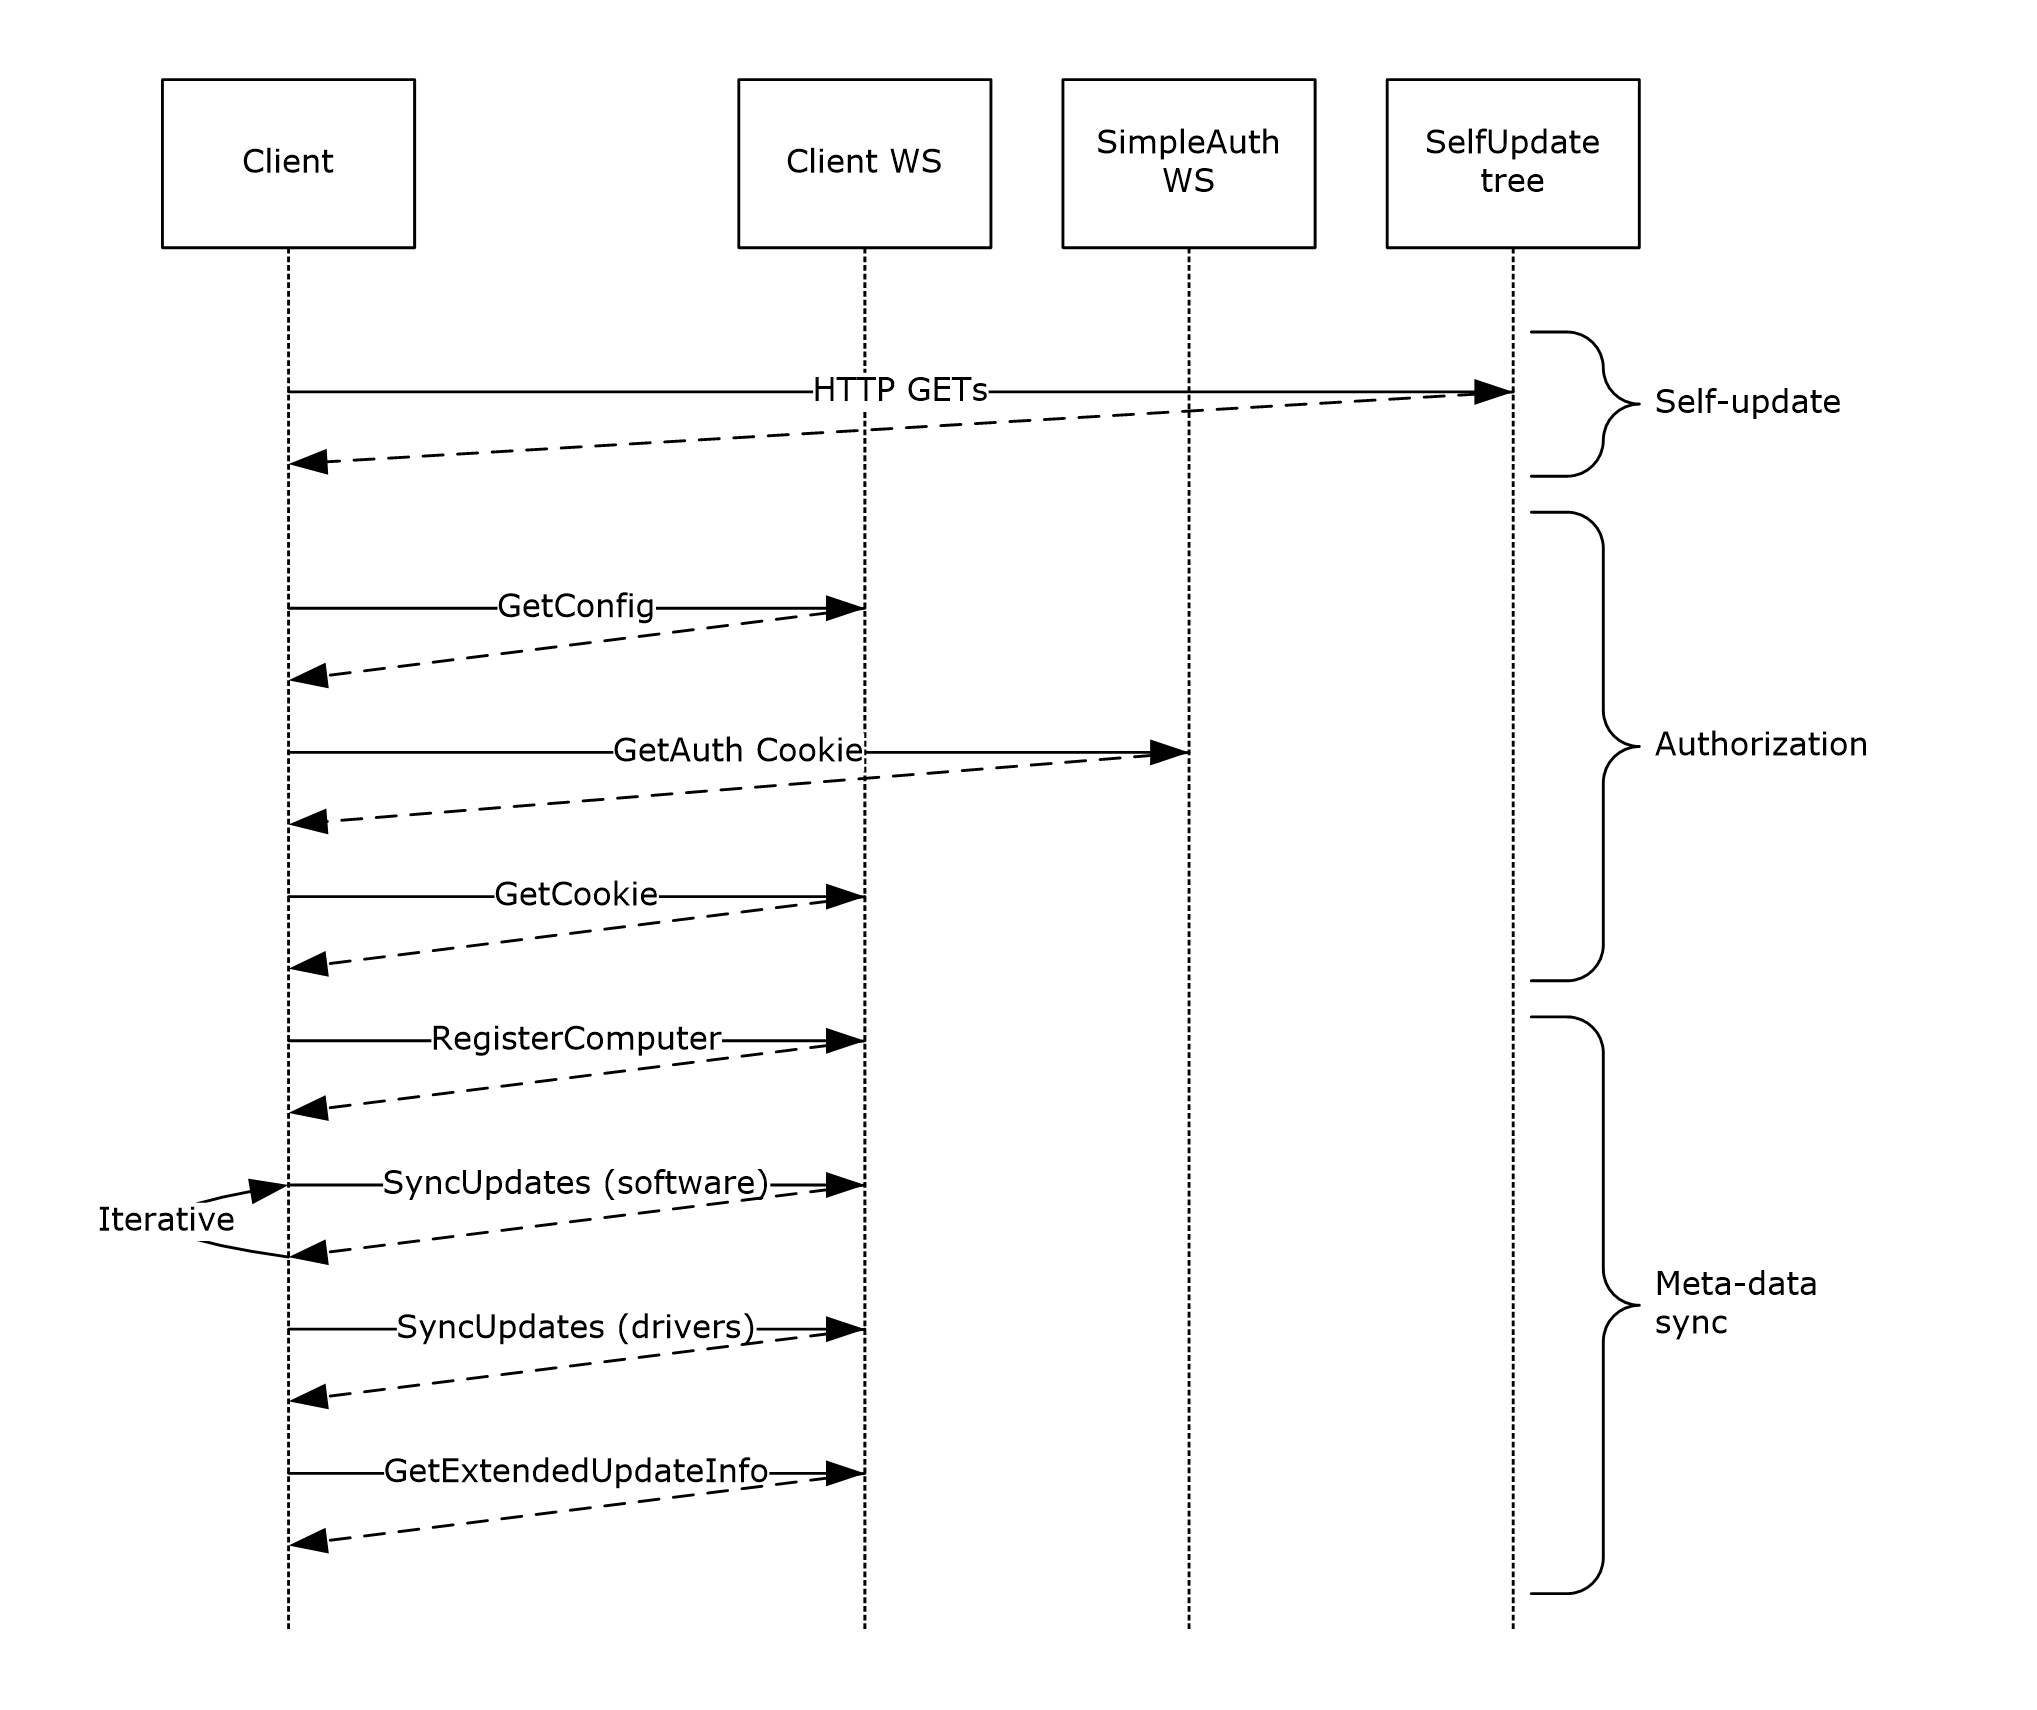 Client
Client WS
SimpleAuth
WS
SelfUpdate
tree
HTTP GETs
Self-update
GetConfig
GetAuth Cookie
Authorization
GetCookie
RegisterComputer
SyncUpdates (software)
Iterative
SyncUpdates (drivers)
Meta-data
sync
GetExtendedUpdateInfo